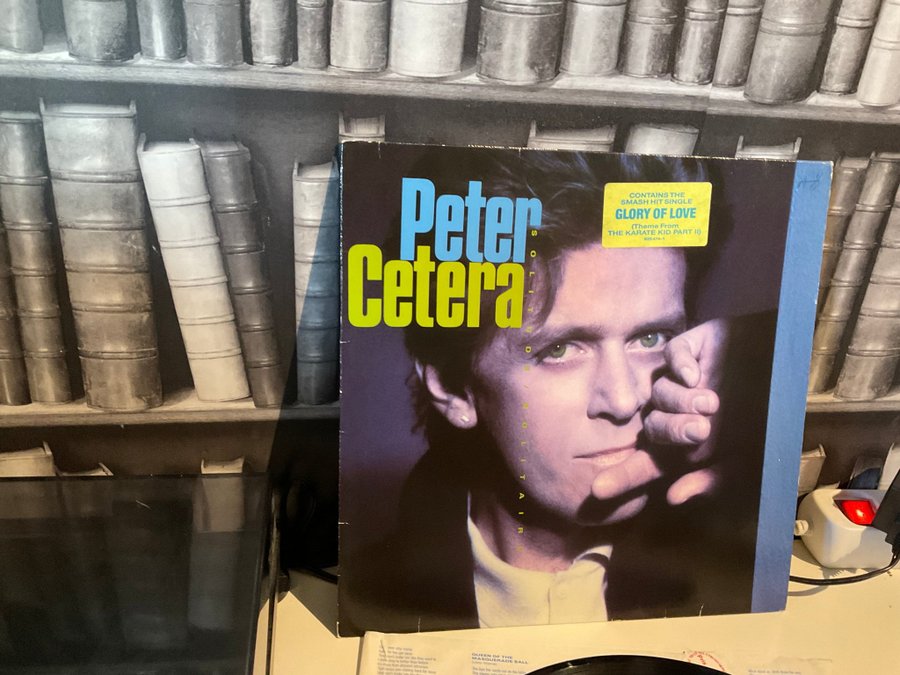 Peter
Cetera
SOLITUDE/SOLITAIRE
CONTAINS THE
SMASH HIT SINGLE
GLORY OF LOVE
(Theme From
THE KARATE KID PART II)
QUEEN OF THE
MASQUERADE BALL